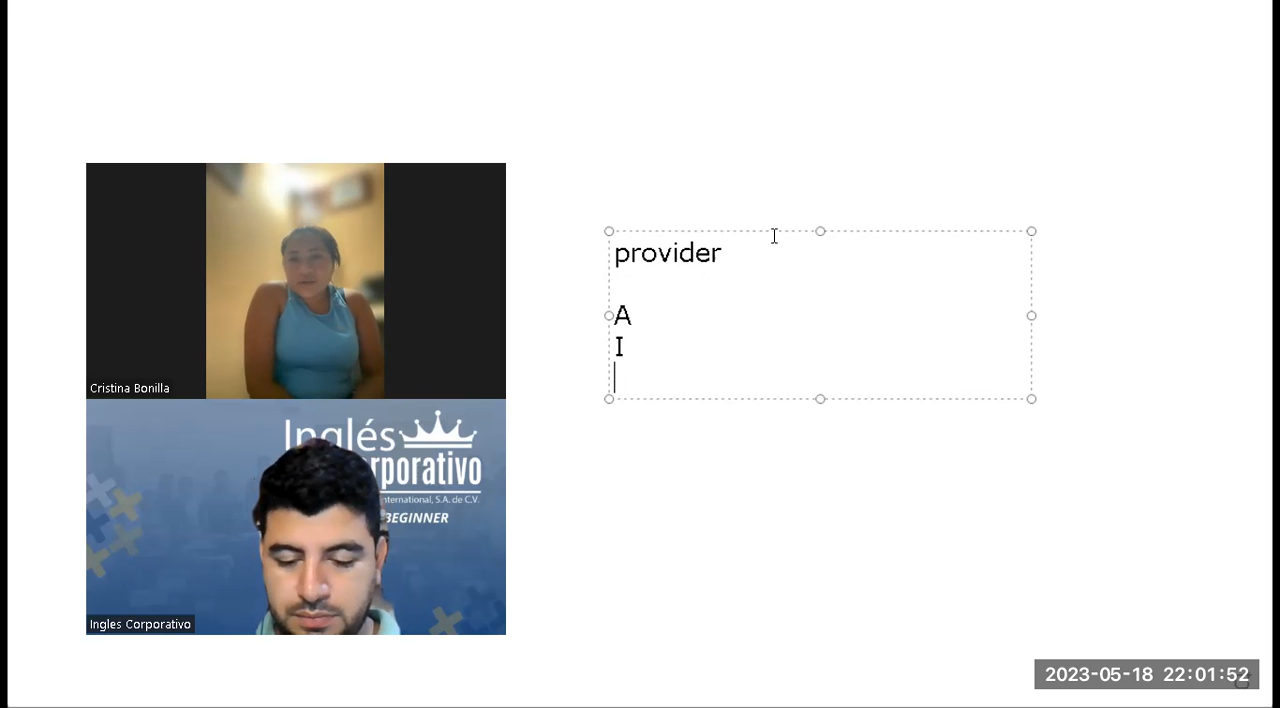 provider
A
I
Cristina Bonilla
Inglés
rporativo
International, S.A. de C.V.
BEGINNER
Ingles Corporativo
2023-05-18 22:01:52